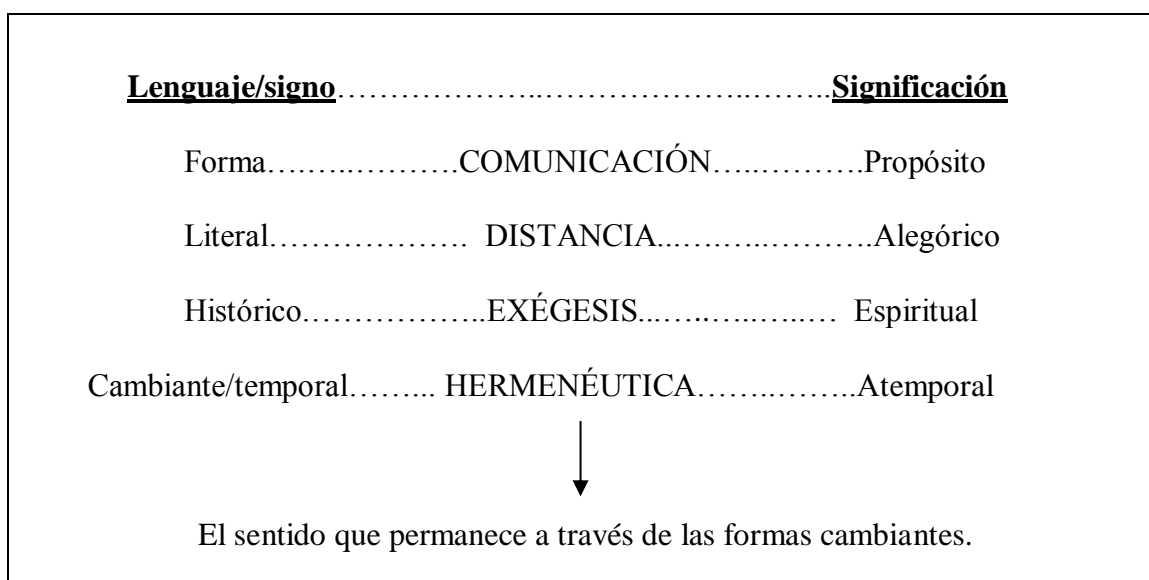 Lenguaje/signo………………..………………..……..Significación
Forma…..……….COMUNICACIÓN…..……….Propósito
Literal………………. DISTANCIA...…..…..……….Alegórico
Histórico……………..EXÉGESIS...…..…..…..… Espiritual
Cambiante/temporal……... HERMENÉUTICA……..………Atemporal
El sentido que permanece a través de las formas cambiantes.